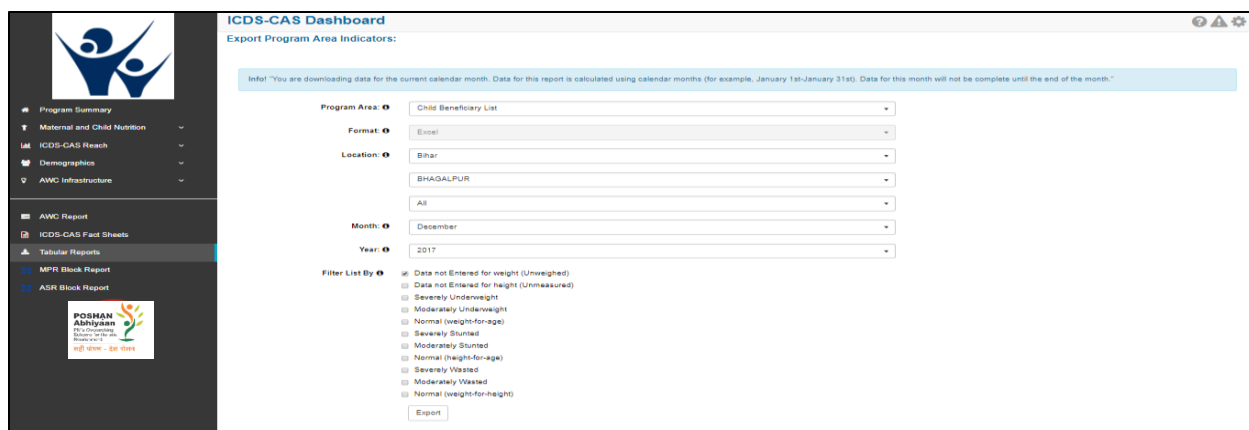 ICDS-CAS Dashboard
Export Program Area Indicators:
Info! "You are downloading data for the current calendar month. Data for this report is calculated using calendar months (for example, January 1st-January 31st). Data for this month will not be complete until the end of the month."
Program Summary
Maternal and Child Nutrition
ICDS-CAS Reach
Demographics
AWC Infrastructure
AWC Report
ICDS-CAS Fact Sheets
Tabular Reports
MPR Block Report
ASR Block Report
POSHAN
Abhiyaan
PM's Overarching
सही पोषण - देश रोशन
Program Area:
Child Beneficiary List
Format:
Excel
Location:
Bihar
BHAGALPUR
All
Month:
December
Year:
2017
Filter List By
Data not Entered for weight (Unweighed)
Data not Entered for height (Unmeasured)
Severely Underweight
Moderately Underweight
Normal (weight-for-age)
Severely Stunted
Moderately Stunted
Normal (height-for-age)
Severely Wasted
Moderately Wasted
Normal (weight-for-height)
Export